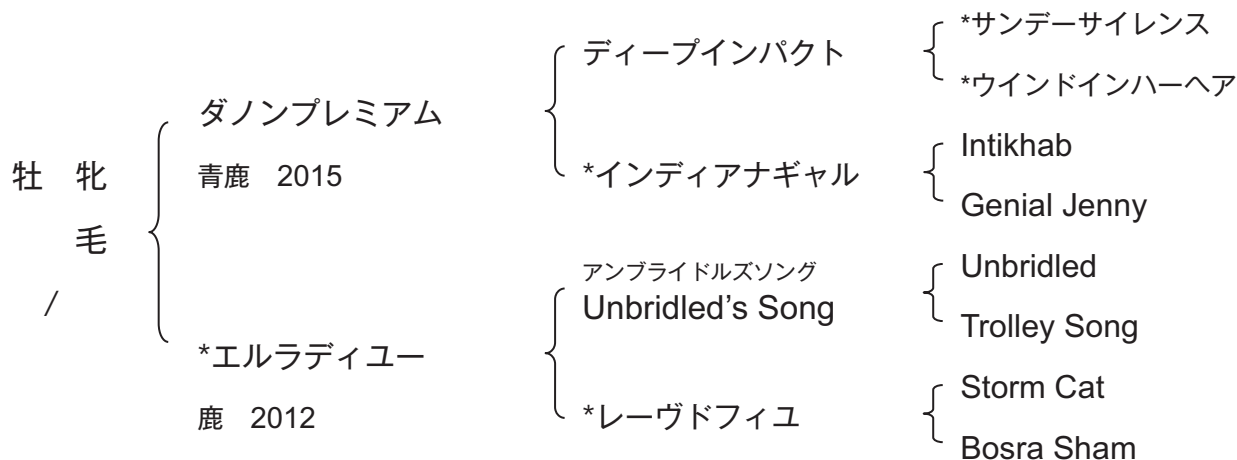 牡　牝
毛
/
ダノンプレミアム
青鹿　2015
*エルラディユー
鹿　2012
ディープインパクト
*インディアナギャル
アンブライドルズソング
Unbridled’s Song
*レーヴドフィユ
*サンデーサイレンス
*ウインドインハーヘア
Intikhab
Genial Jenny
Unbridled
Trolley Song
Storm Cat
Bosra Sham